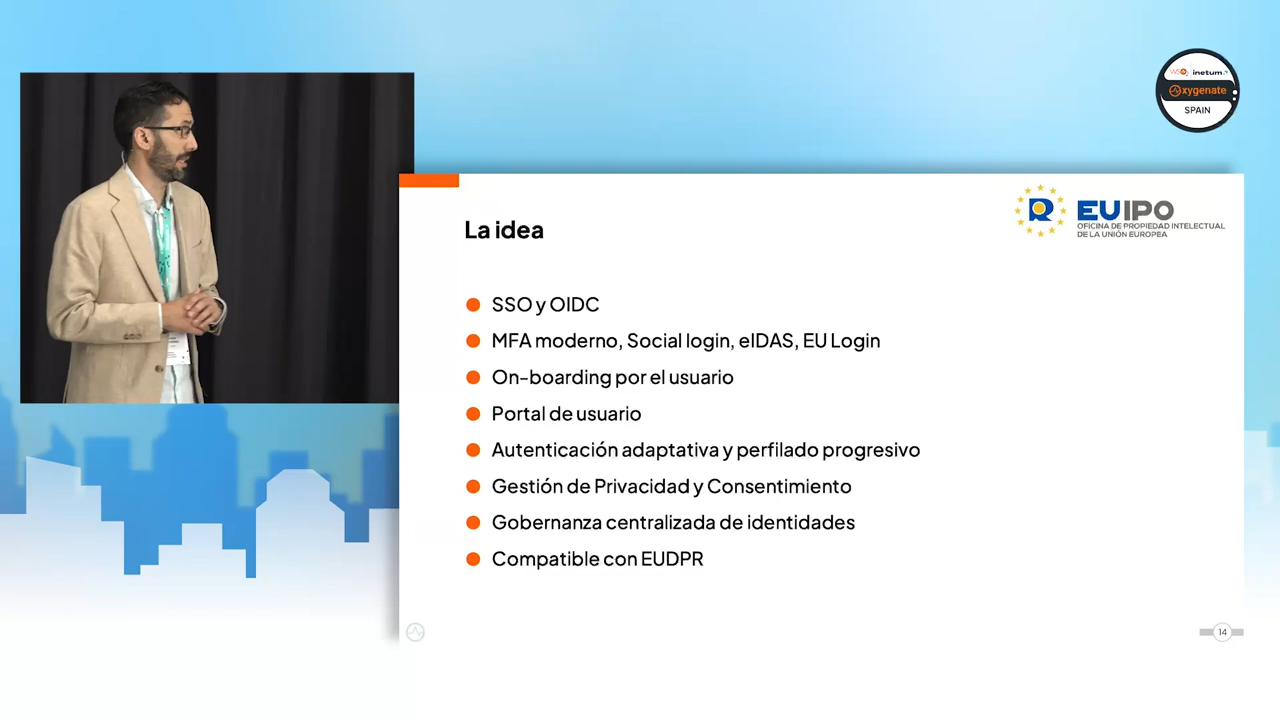 WSO2 inetum.
Oxygenate
SPAIN
EUIPO
OFICINA DE PROPIEDAD INTELECTUAL
DE LA UNIÓN EUROPEA
La idea
SSO y OIDC
MFA moderno, Social login, eIDAS, EU Login
On-boarding por el usuario
Portal de usuario
Autenticación adaptativa y perfilado progresivo
Gestión de Privacidad y Consentimiento
Gobernanza centralizada de identidades
Compatible con EUDPR
14